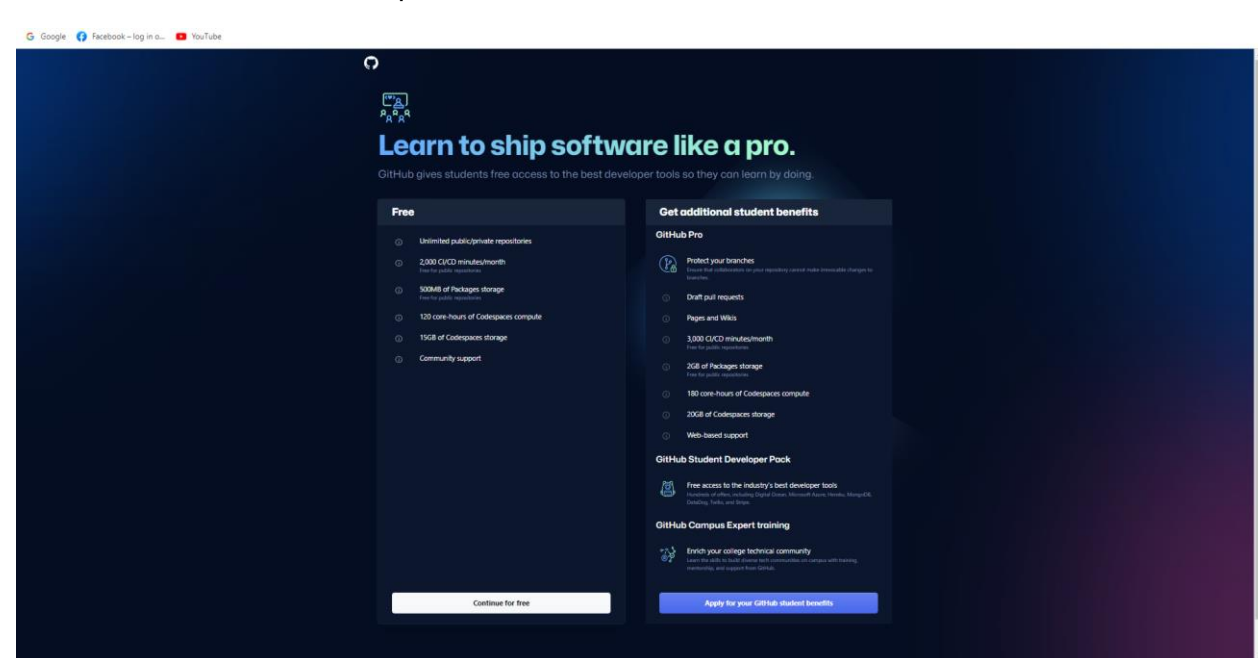 Google Facebook – log in o... YouTube
Learn to ship software like a pro.
GitHub gives students free access to the best developer tools so they can learn by doing.
Free
Unlimited public/private repositories
2,000 CI/CD minutes/month
Free for public repositories
500MB of Packages storage
Free for public repositories
120 core-hours of Codespaces compute
15GB of Codespaces storage
Community support
Continue for free
Get additional student benefits
GitHub Pro
Protect your branches
Ensure that collaborators on your repository cannot make irrevocable changes to
branches.
Draft pull requests
Pages and Wikis
3,000 CI/CD minutes/month
Free for public repositories
2GB of Packages storage
Free for public repositories
180 core-hours of Codespaces compute
20GB of Codespaces storage
Web-based support
GitHub Student Developer Pack
Free access to the industry's best developer tools
Hundreds of offers, including Digital Ocean, Microsoft Azure, Heroku, MongoDB,
DataDog, Twilio, and Stripe.
GitHub Campus Expert training
Enrich your college technical community
Learn the skills to build diverse tech communities on campus with training,
mentorship, and support from GitHub.
Apply for your GitHub student benefits